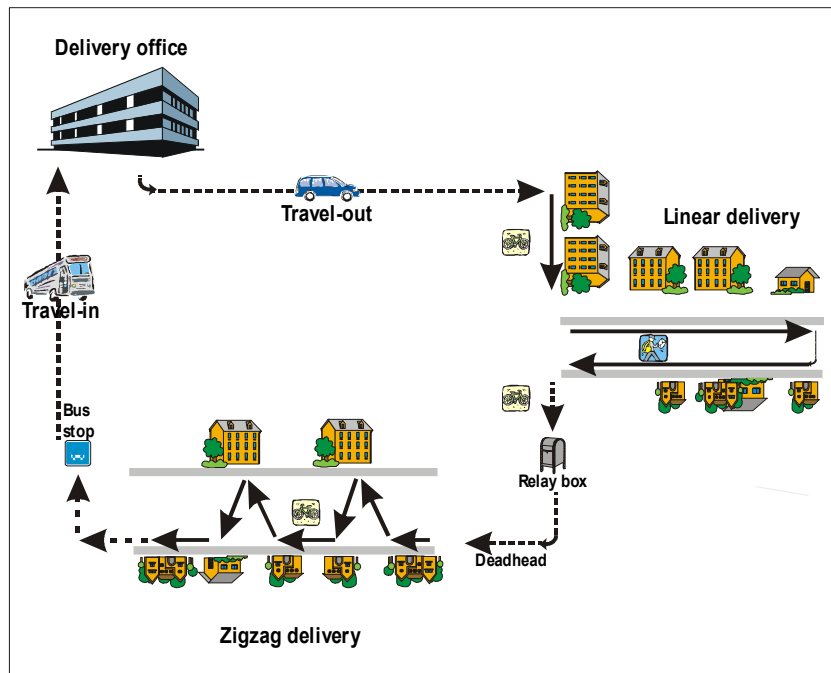 Delivery office
Travel-out
Linear delivery
Travel-in
Bus
stop
Relay box
Deadhead
Zigzag delivery